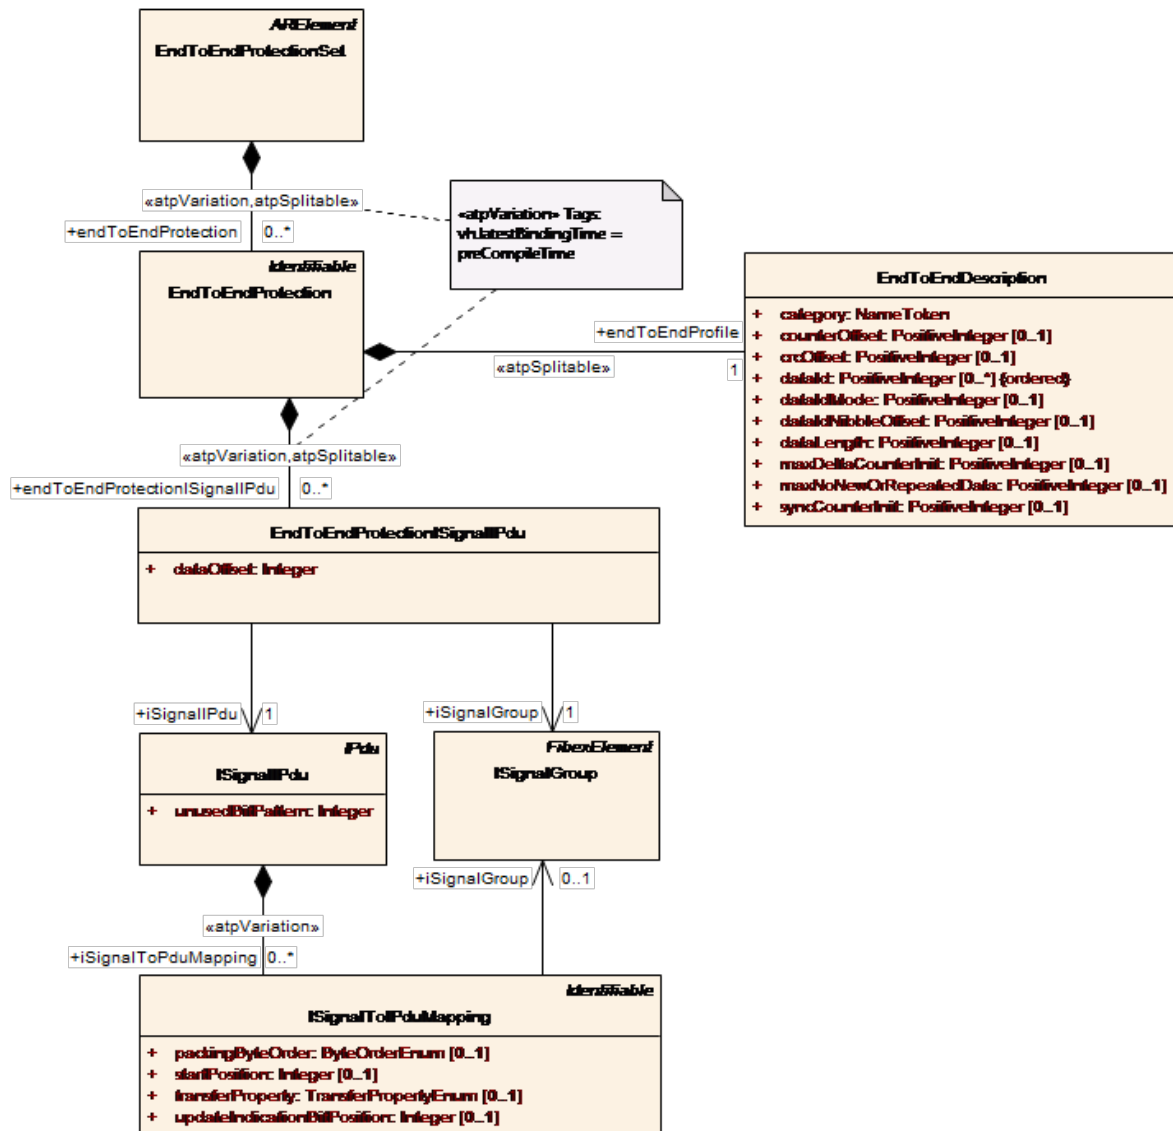 ARElement
EndToEndProtectionSet
«atpVariation,atpSplitable»
+endToEndProtection 0..*
«atpVariation» Tags:
vh.latestBindingTime =
preCompileTime
Identifiable
EndToEndProtection
+endToEndProfile
«atpSplitable» 1
EndToEndDescription
+ category: NameToken
+ counterOffset: PositiveInteger [0..1]
+ crcOffset: PositiveInteger [0..1]
+ dataId: PositiveInteger [0..*] {ordered}
+ dataIdMode: PositiveInteger [0..1]
+ dataIdNibbleOffset: PositiveInteger [0..1]
+ dataLength: PositiveInteger [0..1]
+ maxDeltaCounterInit: PositiveInteger [0..1]
+ maxNoNewOrRepeatedData: PositiveInteger [0..1]
+ syncCounterInit: PositiveInteger [0..1]
«atpVariation,atpSplitable»
+endToEndProtectionISignalIPdu 0..*
EndToEndProtectionISignalIPdu
+ dataOffset: Integer
+iSignalIPdu 1
+iSignalGroup 1
IPdu
ISignalIPdu
+ unusedBitPattern: Integer
FibexElement
ISignalGroup
+iSignalGroup 0..1
«atpVariation»
+iSignalToPduMapping 0..*
Identifiable
ISignalToIPduMapping
+ packingByteOrder: ByteOrderEnum [0..1]
+ startPosition: Integer [0..1]
+ transferProperty: TransferPropertyEnum [0..1]
+ updateIndicationBitPosition: Integer [0..1]